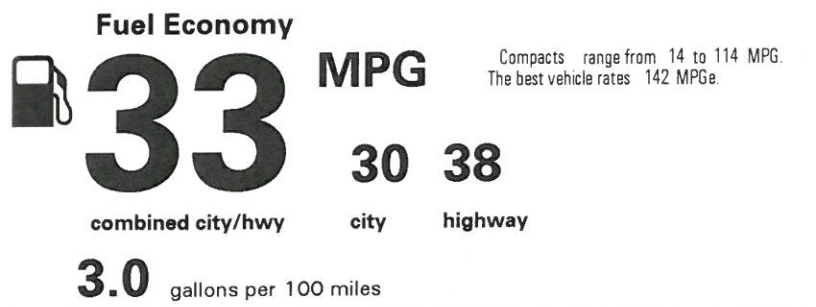 Fuel Economy
33 MPG
Compacts range from 14 to 114 MPG.
The best vehicle rates 142 MPGe.
30 38
combined city/hwy city highway
3.0 gallons per 100 miles